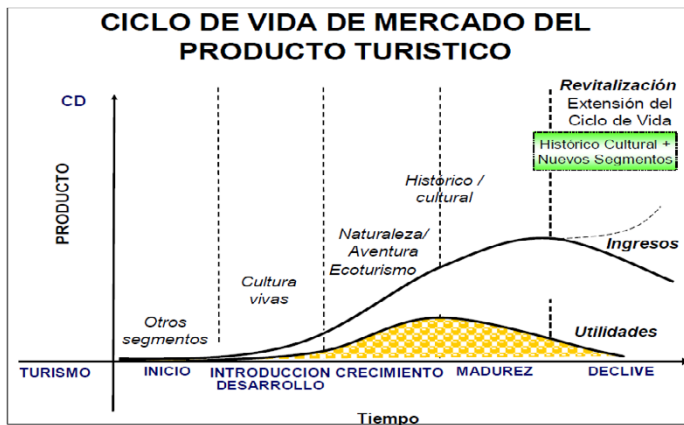 CICLO DE VIDA DE MERCADO DEL
PRODUCTO TURISTICO
CD
Revitalización
Extensión del
Ciclo de Vida
Histórico Cultural +
Nuevos Segmentos
PRODUCTO
Histórico /
cultural
Naturaleza/
Aventura
Ecoturismo
Ingresos
Cultura
vivas
Otros
segmentos
Utilidades
TURISMO
INICIO
INTRODUCCION
DESARROLLO
CRECIMIENTO
MADUREZ
DECLIVE
Tiempo